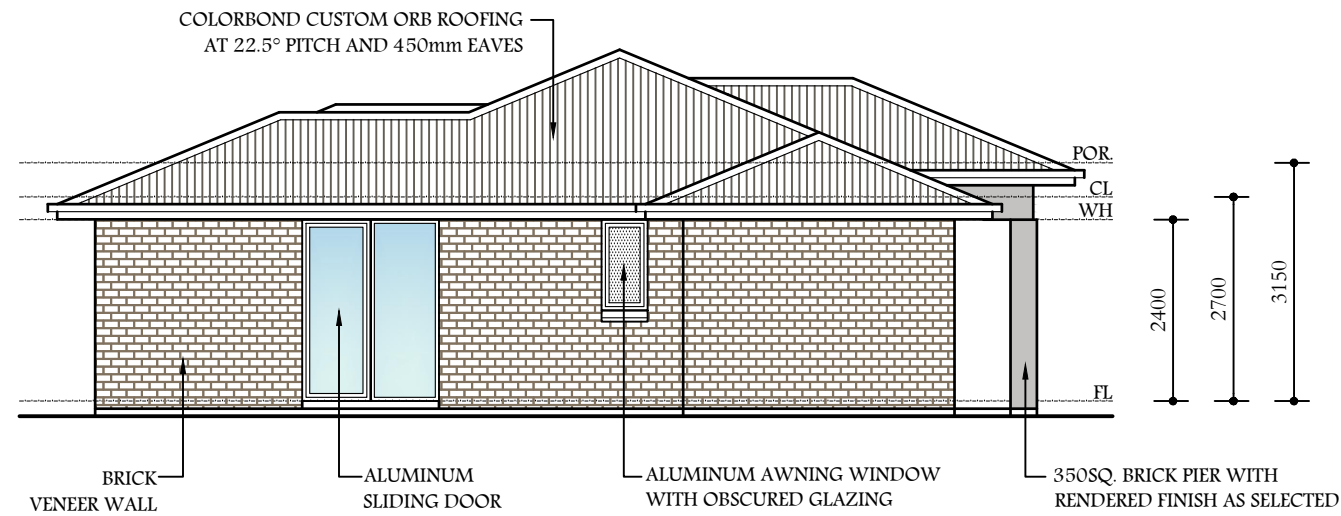 COLORBOND CUSTOM ORB ROOFING
AT 22.5° PITCH AND 450mm EAVES
POR.
CL
WH
FL
2400
2700
3150
BRICK
VENEER WALL
ALUMINUM
SLIDING DOOR
ALUMINUM AWNING WINDOW
WITH OBSCURED GLAZING
350SQ. BRICK PIER WITH
RENDERED FINISH AS SELECTED